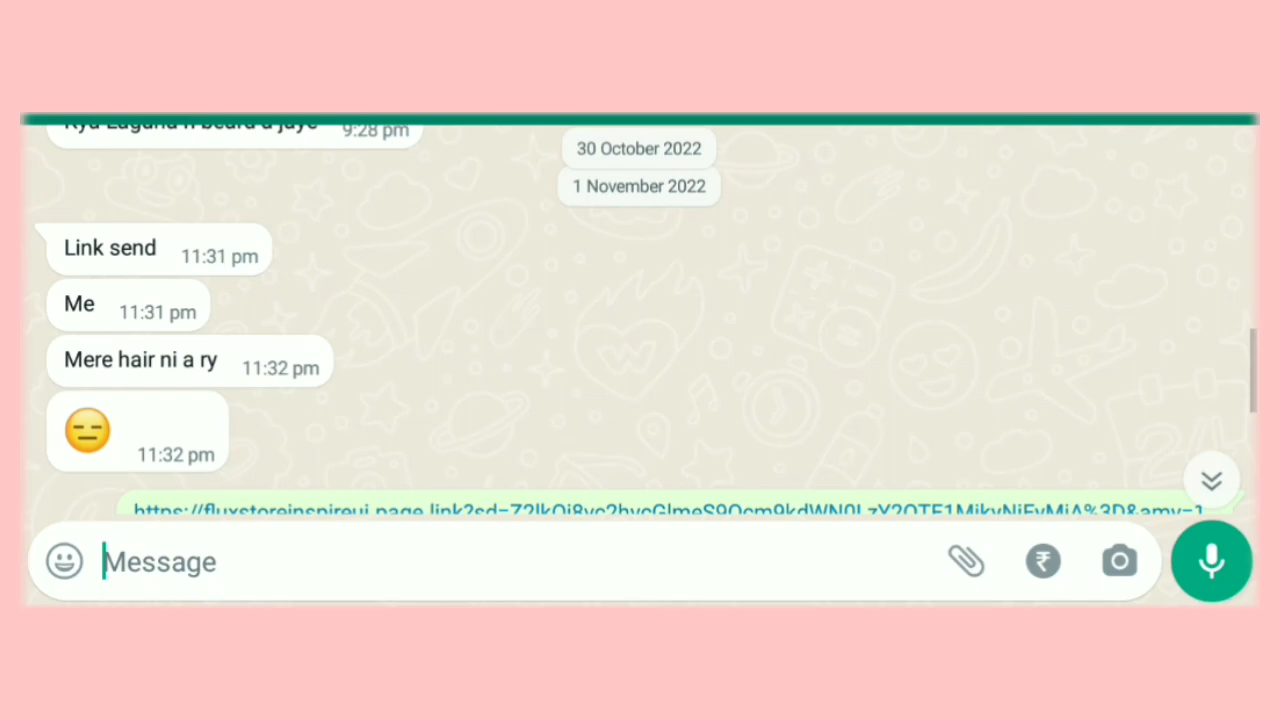 9:28 pm
30 October 2022
1 November 2022
Link send 11:31 pm
Me 11:31 pm
Mere hair ni a ry 11:32 pm
😑 11:32 pm
Message